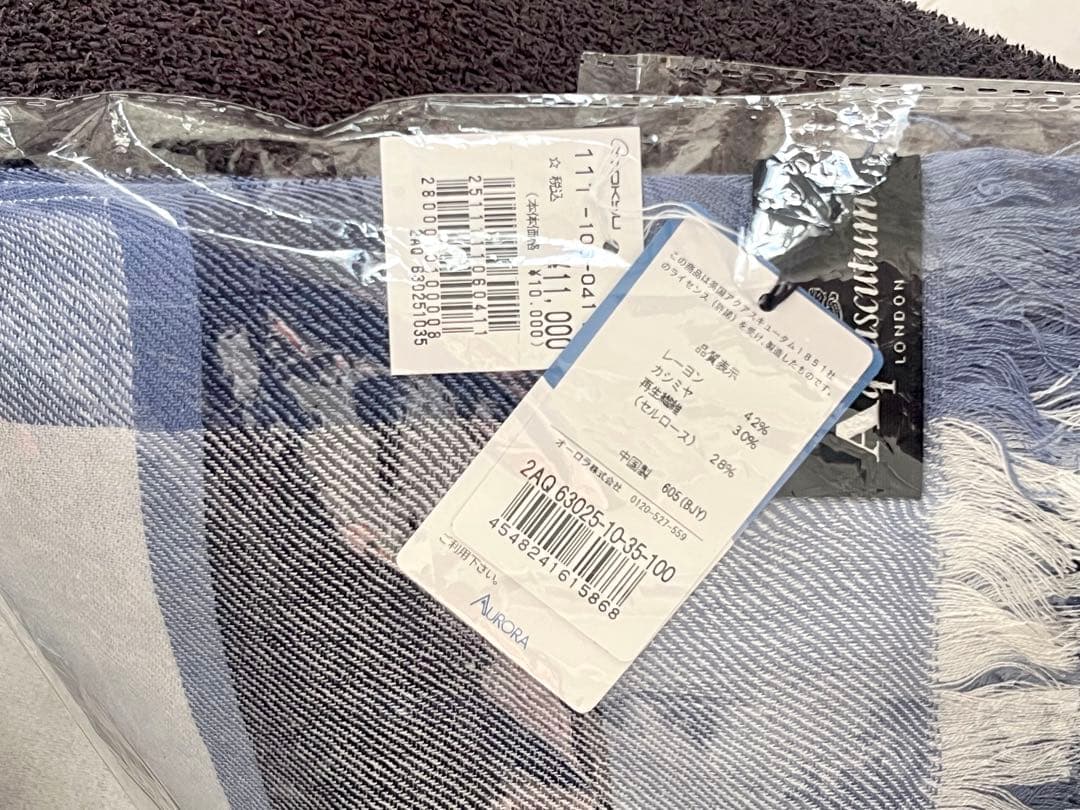 TOKYU
☆ 税込 ¥11,000
(本体価格 ¥10,000)
2AQ 630251035
この商品は英国アクアスキュータム1851社
のライセンス(許諾)を受け、製造したものです。
品質表示
レーヨン 42%
カシミヤ 30%
再生繊維
(セルロース) 28%
中国製 605(BJY)
オーロラ株式会社 0120-527-559
2AQ 63025-10-35-100
4548241615868
ご利用下さい。
AURORA
Aquascutum
LONDON